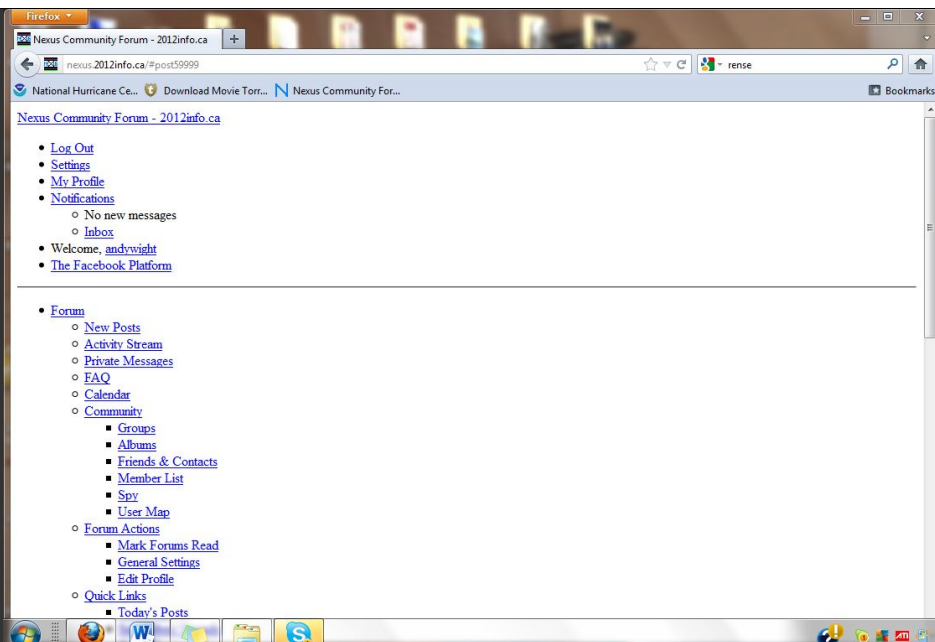 Firefox
Nexus Community Forum - 2012info.ca
nexus.2012info.ca/#post59999
rense
National Hurricane Ce... Download Movie Torr... Nexus Community For... Bookmarks
Nexus Community Forum - 2012info.ca
Log Out
Settings
My Profile
Notifications
No new messages
Inbox
Welcome, andywight
The Facebook Platform
Forum
New Posts
Activity Stream
Private Messages
FAQ
Calendar
Community
Groups
Albums
Friends & Contacts
Member List
Spy
User Map
Forum Actions
Mark Forums Read
General Settings
Edit Profile
Quick Links
Today's Posts
W S ATI